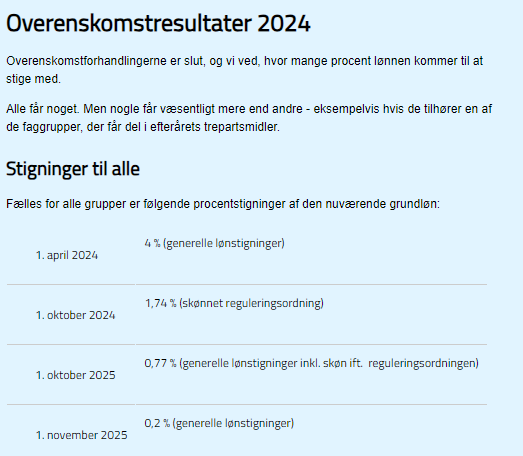 Overenskomstresultater 2024
Overenskomstforhandlingerne er slut, og vi ved, hvor mange procent lønnen kommer til at
stige med.
Alle får noget. Men nogle får væsentligt mere end andre - eksempelvis hvis de tilhører en af
de faggrupper, der får del i efterårets trepartsmidler.
Stigninger til alle
Fælles for alle grupper er følgende procentstigninger af den nuværende grundløn:
1. april 2024 4 % (generelle lønstigninger)
1. oktober 2024 1,74 % (skønnet reguleringsordning)
1. oktober 2025 0,77 % (generelle lønstigninger inkl. skøn ift. reguleringsordningen)
1. november 2025 0,2 % (generelle lønstigninger)